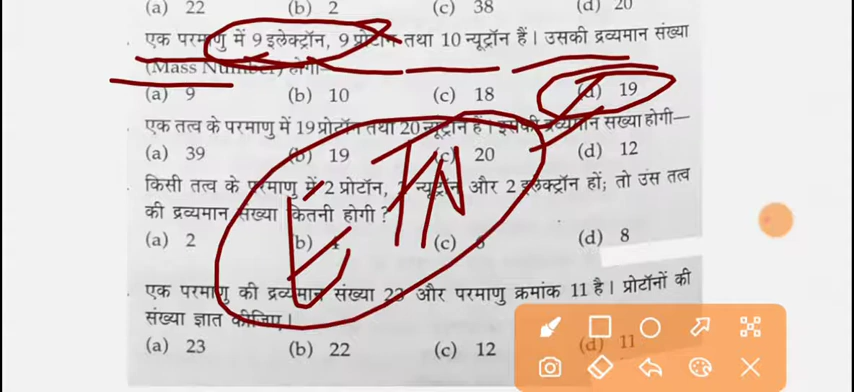 (a) 22 (b) 2 (c) 38 (d) 20
एक परमाणु में 9 इलेक्ट्रॉन, 9 प्रोटॉन तथा 10 न्यूट्रॉन हैं। उसकी द्रव्यमान संख्या
(Mass Number) होगी—
(a) 9 (b) 10 (c) 18 (d) 19
एक तत्व के परमाणु में 19 प्रोटॉन तथा 20 न्यूट्रॉन हैं। इसकी द्रव्यमान संख्या होगी—
(a) 39 (b) 19 (c) 20 (d) 12
किसी तत्व के परमाणु में 2 प्रोटॉन, न्यूट्रॉन और 2 इलेक्ट्रॉन हों; तो उस तत्व
की द्रव्यमान संख्या कितनी होगी ?
(a) 2 (b) 4 (c) (d) 8
एक परमाणु की द्रव्यमान संख्या 23 और परमाणु क्रमांक 11 है। प्रोटॉनों की
संख्या ज्ञात कीजिए।
(a) 23 (b) 22 (c) 12 (d) 11